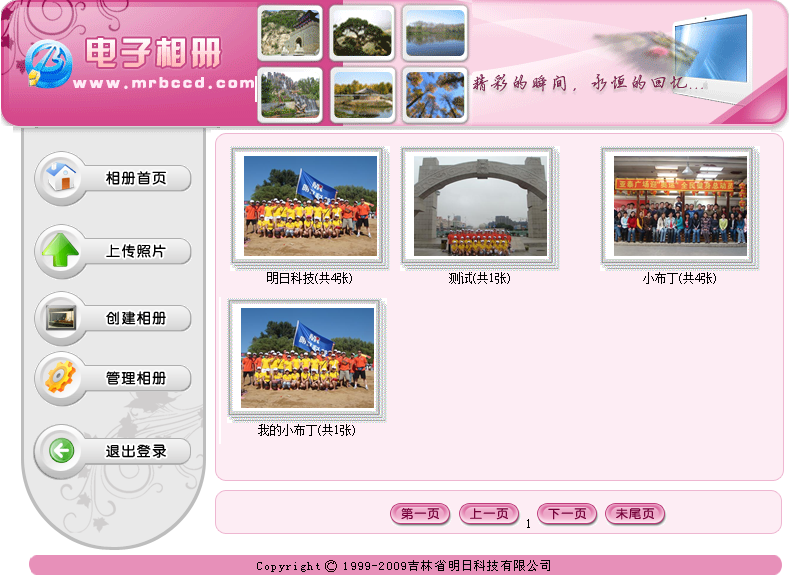 电子相册
www.mrbccd.com
精彩的瞬间，永恒的回忆...
相册首页
上传照片
创建相册
管理相册
退出登录
明日科技(共4张)
测试(共1张)
小布丁(共4张)
我的小布丁(共1张)
第一页 上一页 1 下一页 末尾页
Copyright © 1999-2009吉林省明日科技有限公司